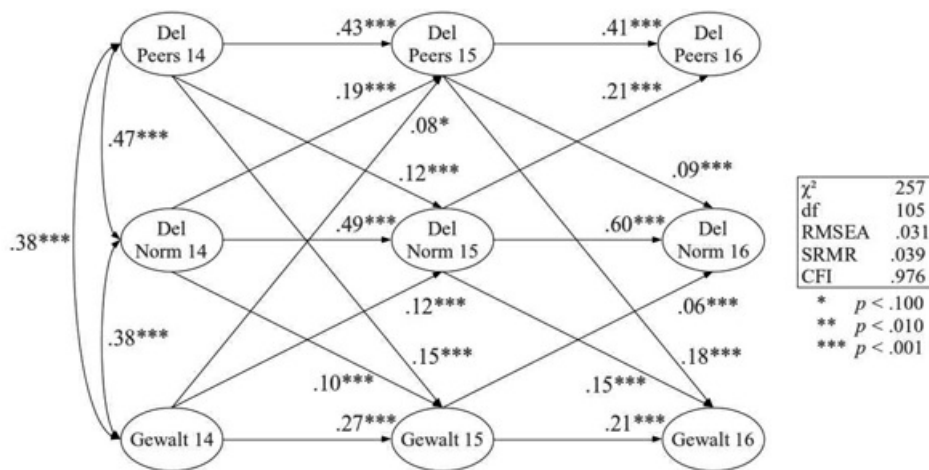 Del
Peers 14
.43***
Del
Peers 15
.41***
Del
Peers 16
.19***
.21***
.47***
.08*
.12***
.09***
.38***
Del
Norm 14
.49***
Del
Norm 15
.60***
Del
Norm 16
.38***
.12***
.06***
.10***
.15***
.15***
.18***
Gewalt 14
.27***
Gewalt 15
.21***
Gewalt 16
χ² 257
df 105
RMSEA .031
SRMR .039
CFI .976
* p < .100
** p < .010
*** p < .001